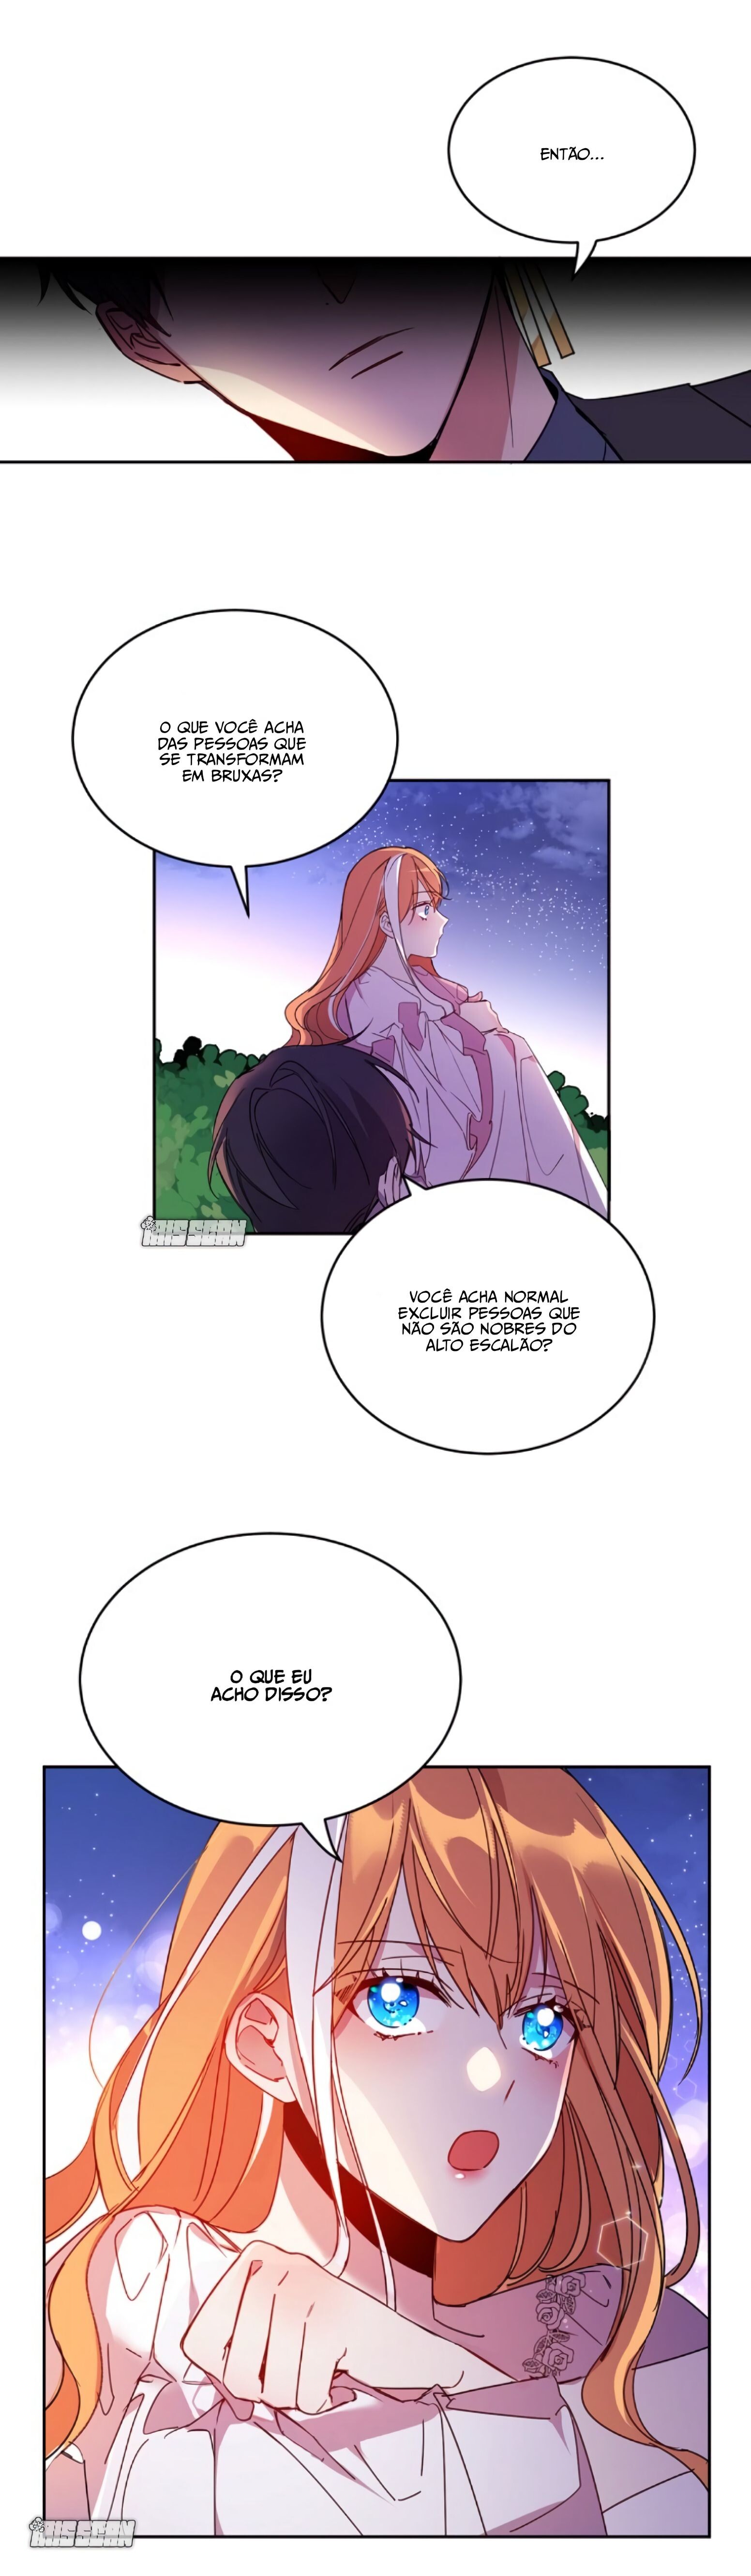 ENTÃO...
O QUE VOCÊ ACHA
DAS PESSOAS QUE
SE TRANSFORMAM
EM BRUXAS?
VOCÊ ACHA NORMAL
EXCLUIR PESSOAS QUE
NÃO SÃO NOBRES DO
ALTO ESCALÃO?
O QUE EU
ACHO DISSO?